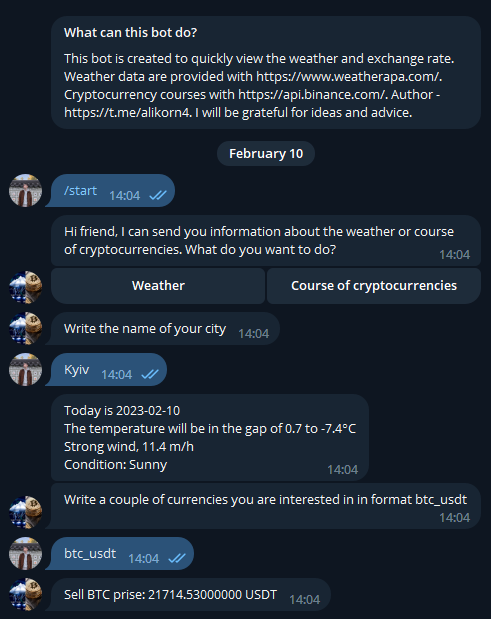 What can this bot do?
This bot is created to quickly view the weather and exchange rate.
Weather data are provided with https://www.weatherapa.com/.
Cryptocurrency courses with https://api.binance.com/. Author -
https://t.me/alikorn4. I will be grateful for ideas and advice.
February 10
/start 14:04
Hi friend, I can send you information about the weather or course
of cryptocurrencies. What do you want to do?
14:04
Weather
Course of cryptocurrencies
Write the name of your city 14:04
Kyiv 14:04
Today is 2023-02-10
The temperature will be in the gap of 0.7 to -7.4°C
Strong wind, 11.4 m/h
Condition: Sunny
14:04
Write a couple of currencies you are interested in in format btc_usdt
14:04
btc_usdt 14:04
Sell BTC prise: 21714.53000000 USDT 14:04